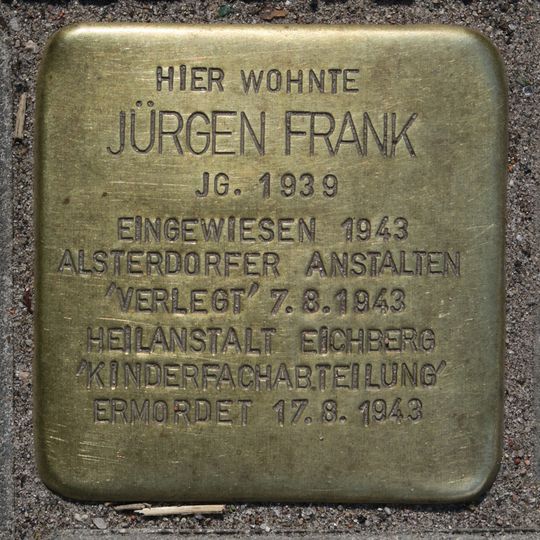 HIER WOHNTE
JÜRGEN FRANK
JG. 1939
EINGEWIESEN 1943
ALSTERDORFER ANSTALTEN
'VERLEGT' 7.8.1943
HEILANSTALT EICHBERG
'KINDERFACHABTEILUNG'
ERMORDET 17.8.1943